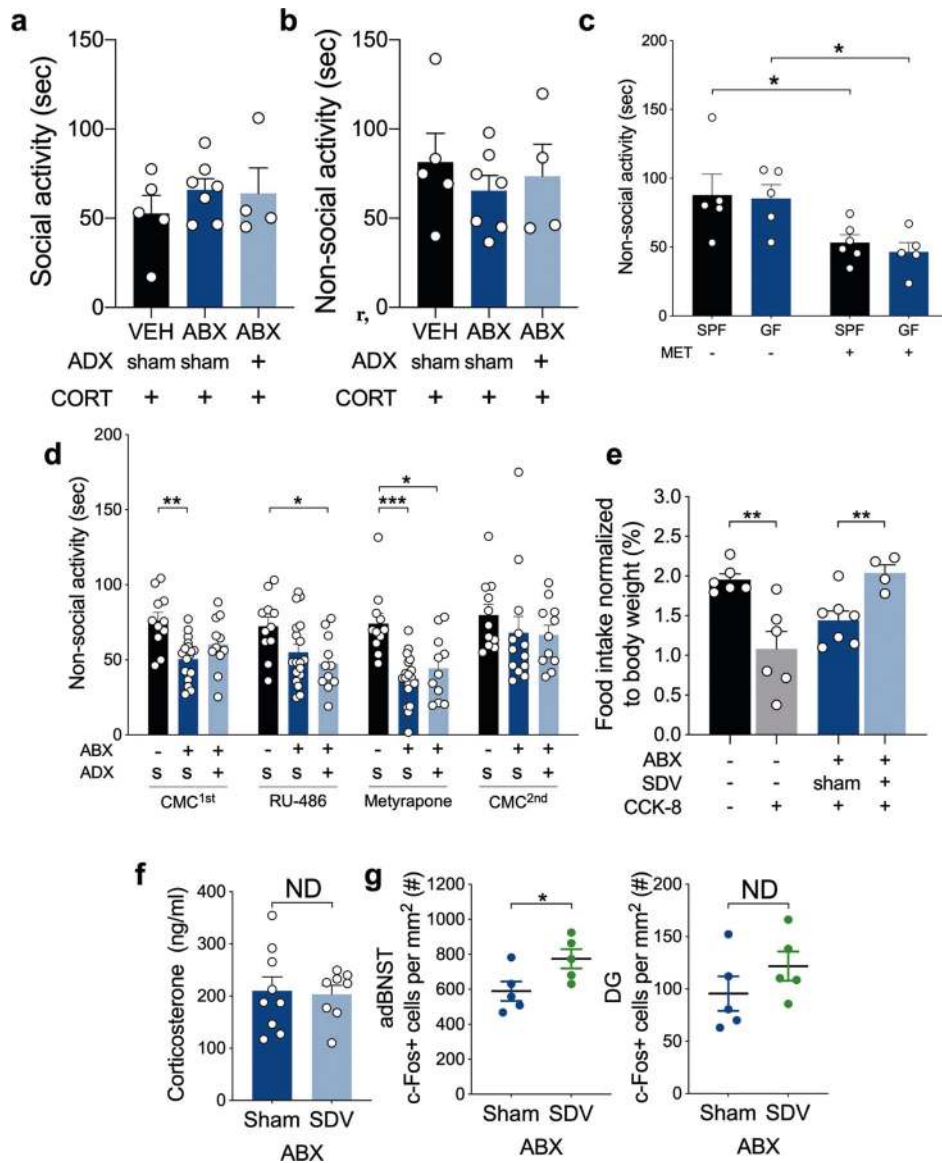 a
Social activity (sec)
150
100
50
0
VEH ABX ABX
ADX sham sham +
CORT + + +
b
Non-social activity (sec)
150
100
50
0
r,
VEH ABX ABX
ADX sham sham +
CORT + + +
c
Non-social activity (sec)
200
150
100
50
0
*
*
SPF GF SPF GF
MET - - + +
d
Non-social activity (sec)
200
150
100
50
0
**
*
***
*
ABX - + + - + + - + + - + +
ADX S S + S S + S S + S S +
CMC1st RU-486 Metyrapone CMC2nd
e
Food intake normalized
to body weight (%)
3.0
2.5
2.0
1.5
1.0
0.5
0.0
** **
ABX - - + +
SDV - - sham +
CCK-8 - + + +
f
Corticosterone (ng/ml)
400
300
200
100
0
ND
Sham SDV
ABX
g
adBNST
c-Fos+ cells per mm2 (#)
1200
1000
800
600
400
200
0
*
Sham SDV
ABX
DG
c-Fos+ cells per mm2 (#)
200
150
100
50
0
ND
Sham SDV
ABX